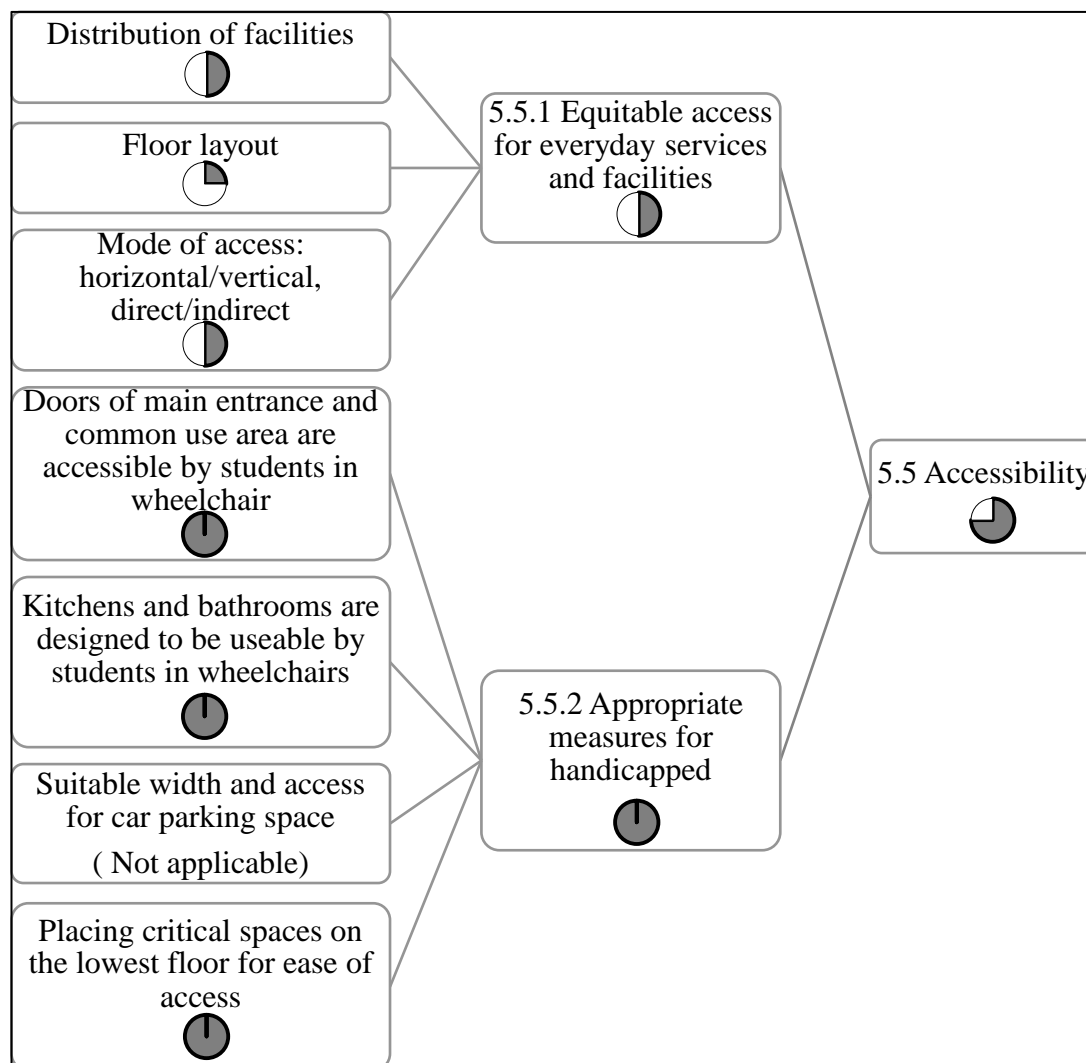 Distribution of facilities
Floor layout
Mode of access:
horizontal/vertical,
direct/indirect
Doors of main entrance and
common use area are
accessible by students in
wheelchair
Kitchens and bathrooms are
designed to be useable by
students in wheelchairs
Suitable width and access
for car parking space
( Not applicable)
Placing critical spaces on
the lowest floor for ease of
access
5.5.1 Equitable access
for everyday services
and facilities
5.5.2 Appropriate
measures for
handicapped
5.5 Accessibility